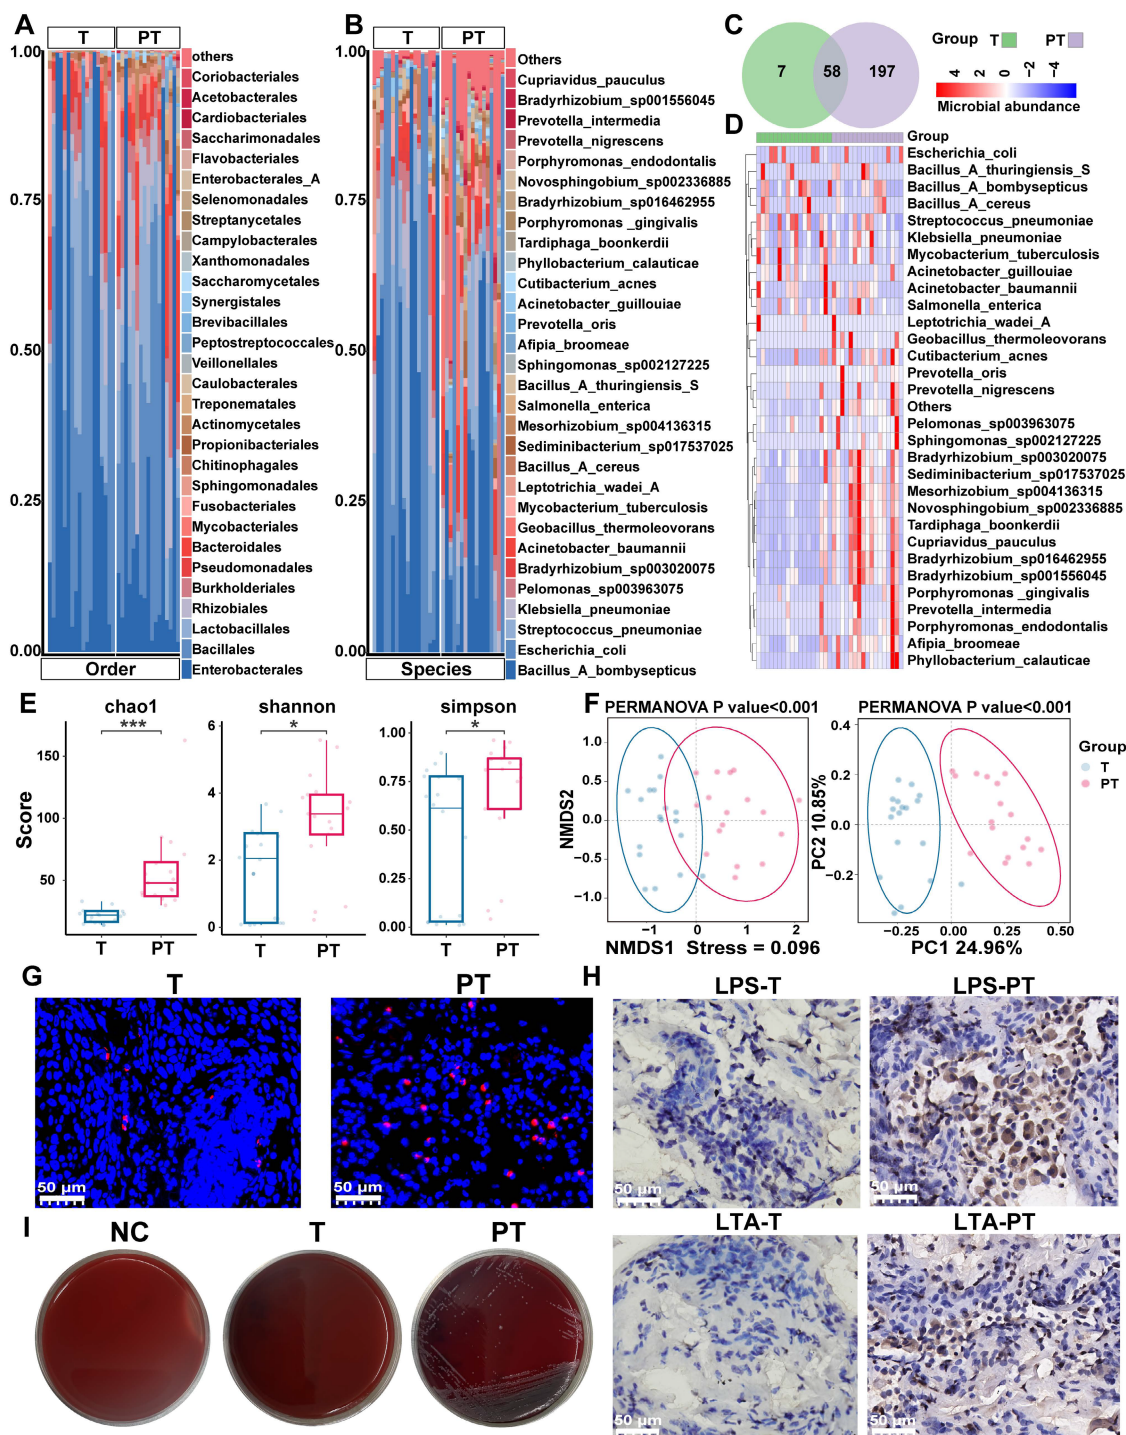 A
T
PT
1.00
0.75
0.50
0.25
0.00
others
Coriobacteriales
Acetobacterales
Cardiobacteriales
Saccharimonadales
Flavobacteriales
Enterobacterales_A
Selenomonadales
Streptanycetales
Campylobacterales
Xanthomonadales
Saccharomycetales
Synergistales
Brevibacillales
Peptostreptococcales
Veillonellales
Caulobacterales
Treponematales
Actinomycetales
Propionibacteriales
Chitinophagales
Sphingomonadales
Fusobacteriales
Mycobacteriales
Bacteroidales
Pseudomonadales
Burkholderiales
Rhizobiales
Lactobacillales
Bacillales
Enterobacterales
Order
B
T
PT
1.00
0.75
0.50
0.25
0.00
Others
Cupriavidus_pauculus
Bradyrhizobium_sp001556045
Prevotella_intermedia
Prevotella_nigrescens
Porphyromonas_endodontalis
Novosphingobium_sp002336885
Bradyrhizobium_sp016462955
Porphyromonas_gingivalis
Tardiphaga_boonkerdii
Phyllobacterium_calauticae
Cutibacterium_acnes
Acinetobacter_guillouiae
Prevotella_oris
Afipia_broomeae
Sphingomonas_sp002127225
Bacillus_A_thuringiensis_S
Salmonella_enterica
Mesorhizobium_sp004136315
Sediminibacterium_sp017537025
Bacillus_A_cereus
Leptotrichia_wadei_A
Mycobacterium_tuberculosis
Geobacillus_thermoleovorans
Acinetobacter_baumannii
Bradyrhizobium_sp003020075
Pelomonas_sp003963075
Klebsiella_pneumoniae
Streptococcus_pneumoniae
Escherichia_coli
Bacillus_A_bombysepticus
Species
C
7
58
197
Group T PT
4 2 0 -2 -4
Microbial abundance
D
Group
Escherichia_coli
Bacillus_A_thuringiensis_S
Bacillus_A_bombysepticus
Bacillus_A_cereus
Streptococcus_pneumoniae
Klebsiella_pneumoniae
Mycobacterium_tuberculosis
Acinetobacter_guillouiae
Acinetobacter_baumannii
Salmonella_enterica
Leptotrichia_wadei_A
Geobacillus_thermoleovorans
Cutibacterium_acnes
Prevotella_oris
Prevotella_nigrescens
Others
Pelomonas_sp003963075
Sphingomonas_sp002127225
Bradyrhizobium_sp003020075
Sediminibacterium_sp017537025
Mesorhizobium_sp004136315
Novosphingobium_sp002336885
Tardiphaga_boonkerdii
Cupriavidus_pauculus
Bradyrhizobium_sp016462955
Bradyrhizobium_sp001556045
Porphyromonas _gingivalis
Prevotella_intermedia
Porphyromonas_endodontalis
Afipia_broomeae
Phyllobacterium_calauticae
E
chao1
***
Score
150
100
50
T PT
shannon
*
6
4
2
0
T PT
simpson
*
1.00
0.75
0.50
0.25
0.00
T PT
F
PERMANOVA P value<0.001
NMDS2
1.0
0.5
0.0
−0.5
−1.0
−1 0 1 2
NMDS1 Stress = 0.096
PERMANOVA P value<0.001
PC2 10.85%
0.4
0.2
0.0
−0.2
−0.25 0.00 0.25 0.50
PC1 24.96%
Group
T
PT
G
T
PT
50 μm
50 μm
H
LPS-T
LPS-PT
50 μm
50 μm
LTA-T
LTA-PT
50 μm
50 μm
I
NC
T
PT